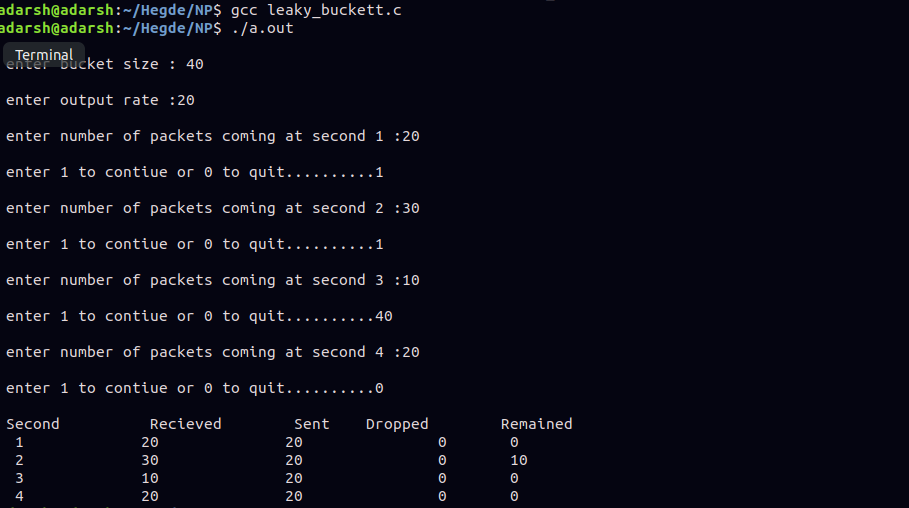 adarsh@adarsh:~/Hegde/NP$ gcc leaky_buckett.c
adarsh@adarsh:~/Hegde/NP$ ./a.out
Terminal
enter bucket size : 40
enter output rate :20
enter number of packets coming at second 1 :20
enter 1 to contiue or 0 to quit..........1
enter number of packets coming at second 2 :30
enter 1 to contiue or 0 to quit..........1
enter number of packets coming at second 3 :10
enter 1 to contiue or 0 to quit..........40
enter number of packets coming at second 4 :20
enter 1 to contiue or 0 to quit..........0
Second Recieved Sent Dropped Remained
1 20 20 0 0
2 30 20 0 10
3 10 20 0 0
4 20 20 0 0